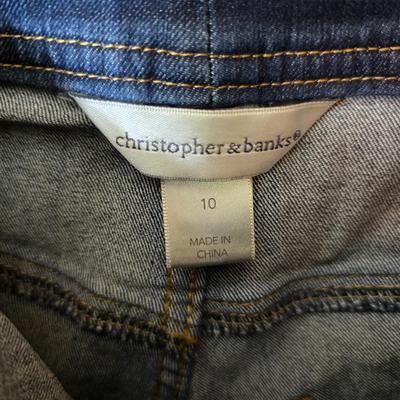 christopher & banks®
10
MADE IN
CHINA